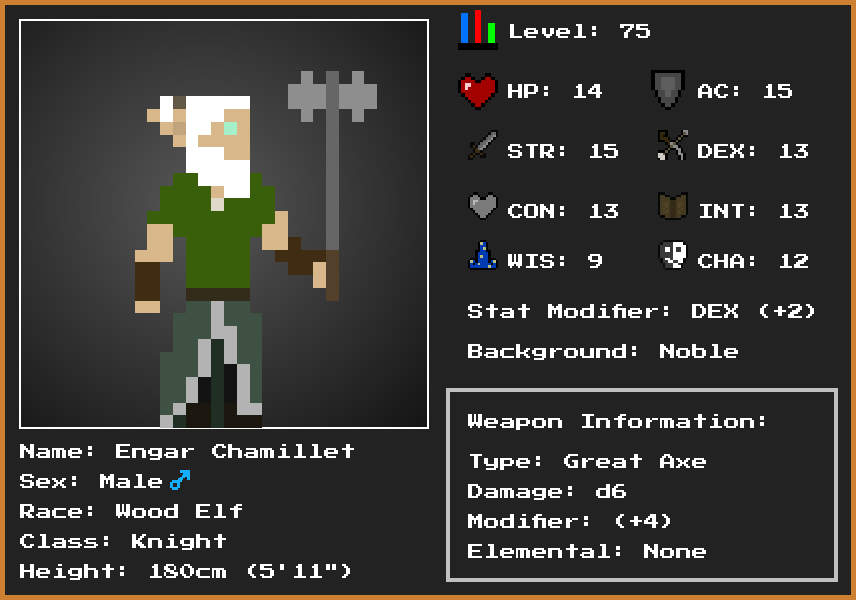 Level: 75
HP: 14 AC: 15
STR: 15 DEX: 13
CON: 13 INT: 13
WIS: 9 CHA: 12
Stat Modifier: DEX (+2)
Background: Noble
Weapon Information:
Type: Great Axe
Damage: d6
Modifier: (+4)
Elemental: None
Name: Engar Chamillet
Sex: Male ♂
Race: Wood Elf
Class: Knight
Height: 180cm (5'11")